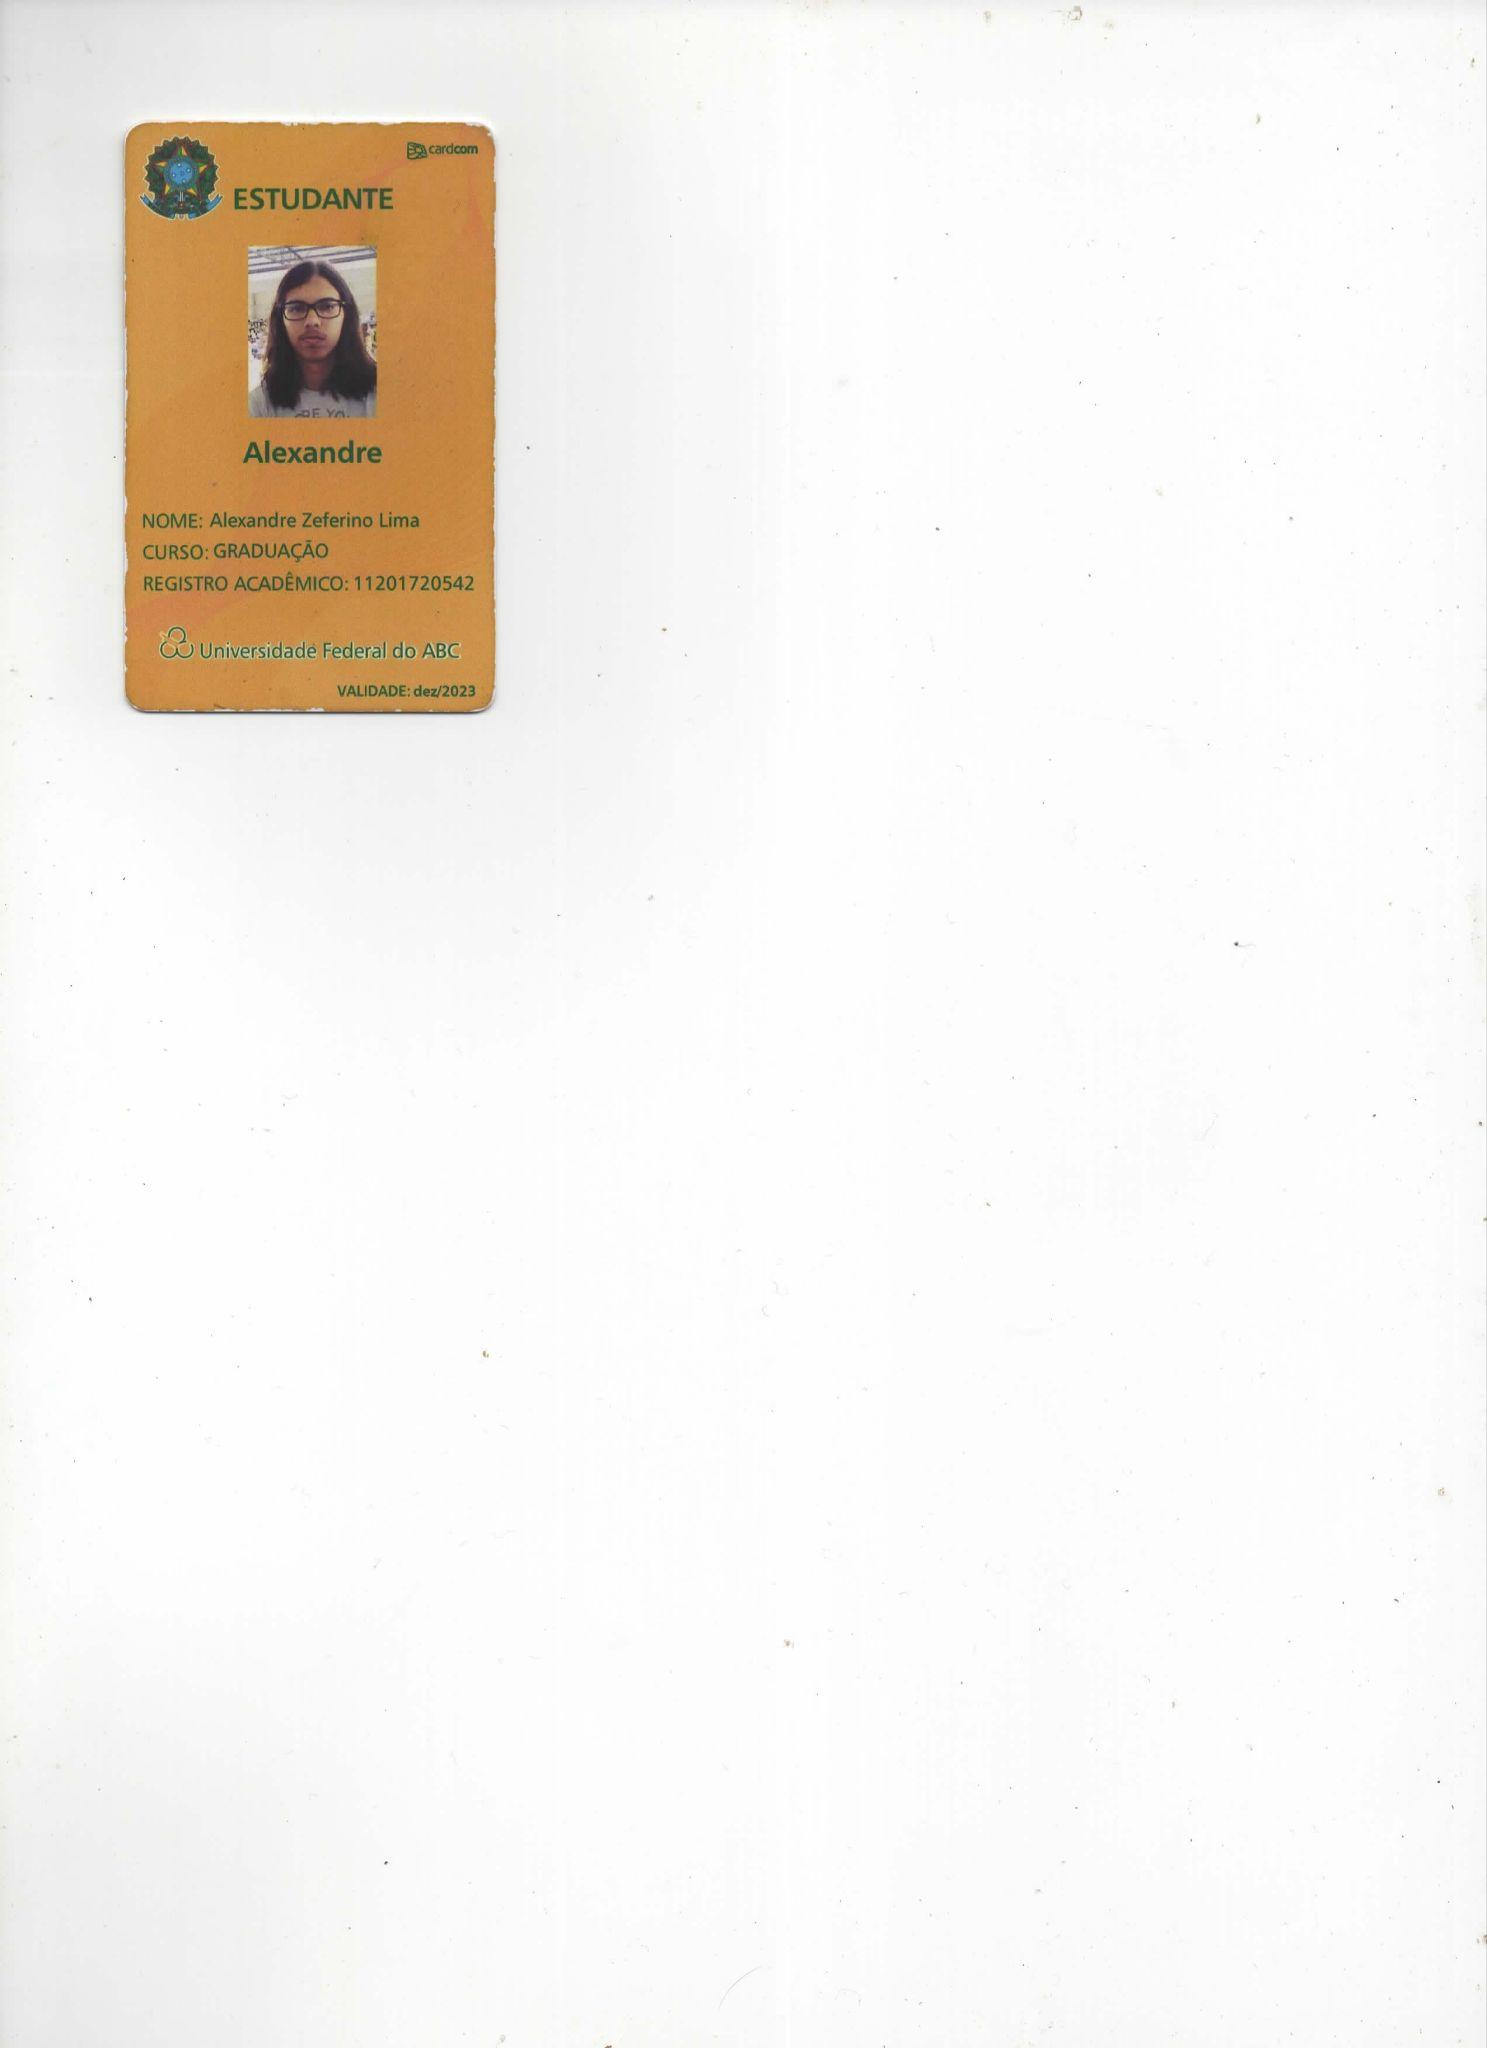 cardcom
ESTUDANTE
Alexandre
NOME: Alexandre Zeferino Lima
CURSO: GRADUAÇÃO
REGISTRO ACADÊMICO: 11201720542
Universidade Federal do ABC
VALIDADE: dez/2023